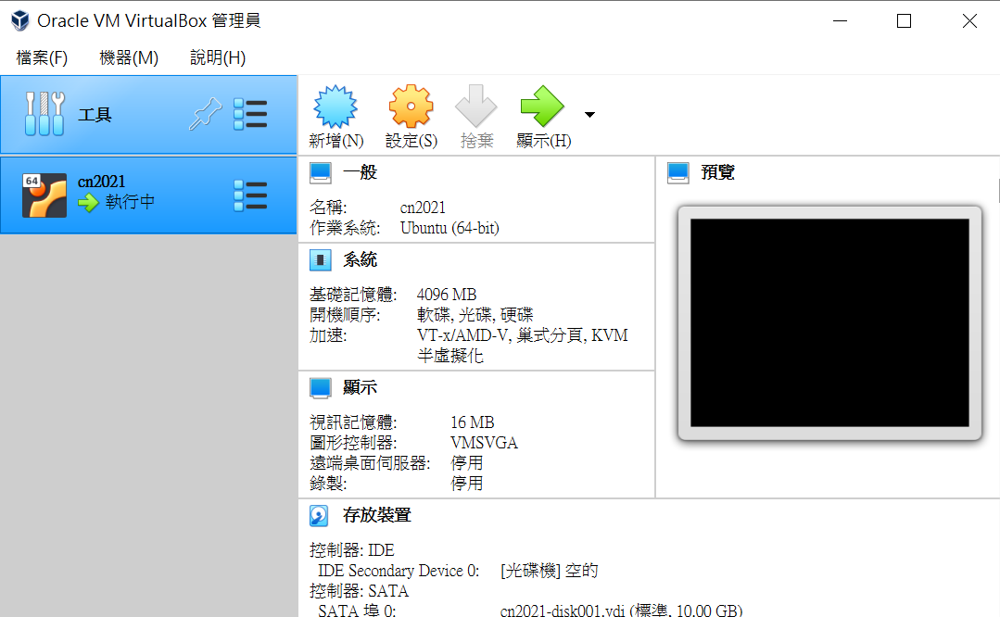 Oracle VM VirtualBox 管理員
檔案(F) 機器(M) 說明(H)
工具
新增(N) 設定(S) 捨棄 顯示(H)
64
cn2021
執行中
一般
名稱: cn2021
作業系統: Ubuntu (64-bit)
系統
基礎記憶體: 4096 MB
開機順序: 軟碟, 光碟, 硬碟
加速: VT-x/AMD-V, 巢式分頁, KVM
半虛擬化
顯示
視訊記憶體: 16 MB
圖形控制器: VMSVGA
遠端桌面伺服器: 停用
錄製: 停用
預覽
存放裝置
控制器: IDE
IDE Secondary Device 0: [光碟機] 空的
控制器: SATA
SATA 埠 0: cn2021-disk001.vdi (標準, 10.00 GB)